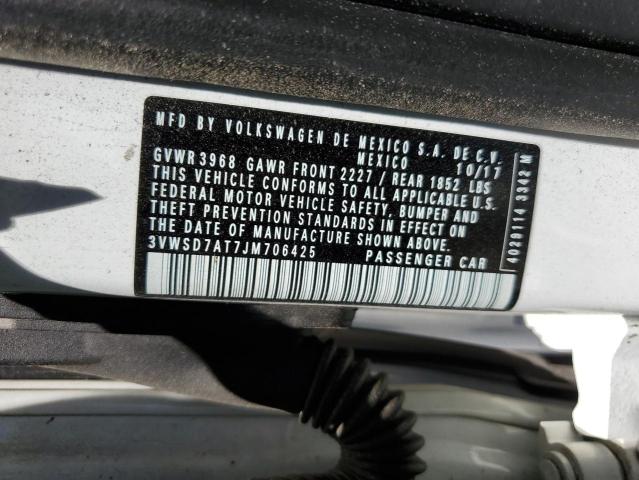 MFD BY VOLKSWAGEN DE MEXICO S.A. DE C.V.
MEXICO 10/17
GVWR 3968 GAWR FRONT 2227 / REAR 1852 LBS
THIS VEHICLE CONFORMS TO ALL APPLICABLE U.S.
FEDERAL MOTOR VEHICLE SAFETY, BUMPER AND
THEFT PREVENTION STANDARDS IN EFFECT ON
THE DATE OF MANUFACTURE SHOWN ABOVE.
3VWSD7AT7JM706425 PASSENGER CAR
40281114 3342 M